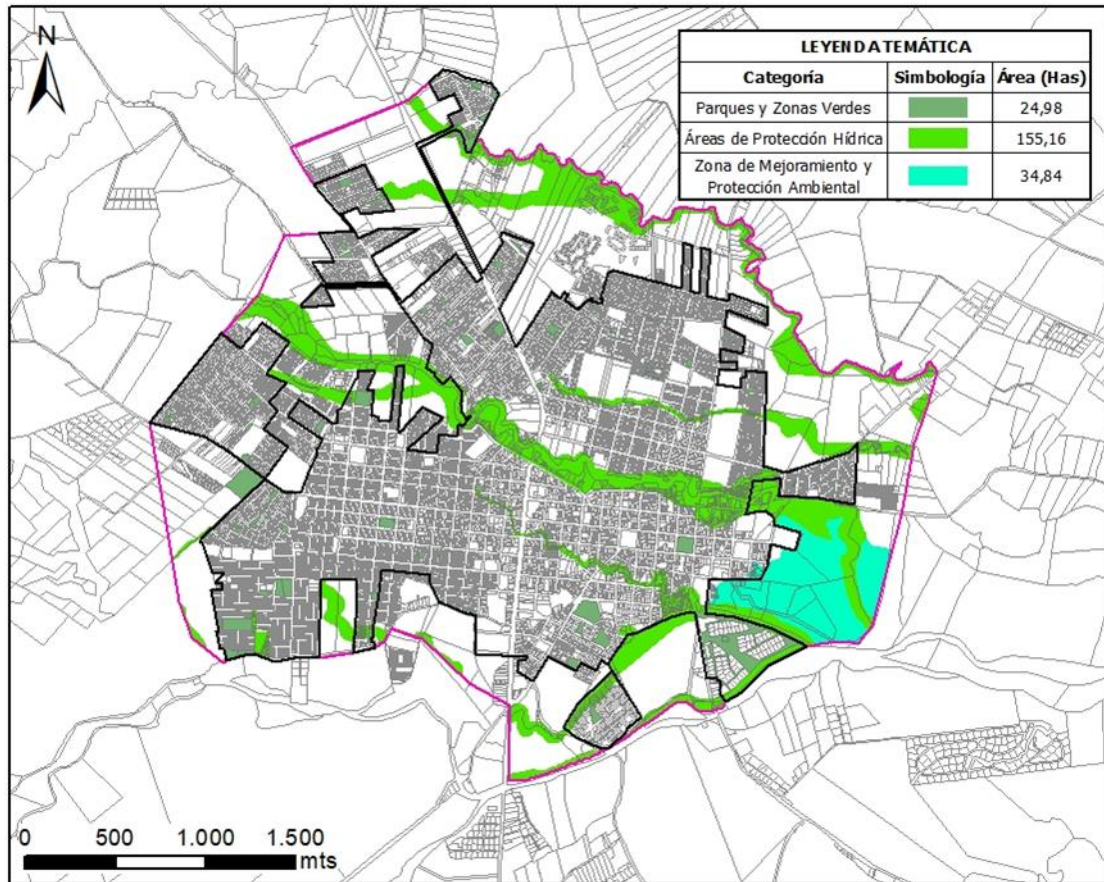 N
LEYENDA TEMÁTICA
Categoría Simbología Área (Has)
Parques y Zonas Verdes 24,98
Áreas de Protección Hídrica 155,16
Zona de Mejoramiento y
Protección Ambiental 34,84
0 500 1.000 1.500
mts